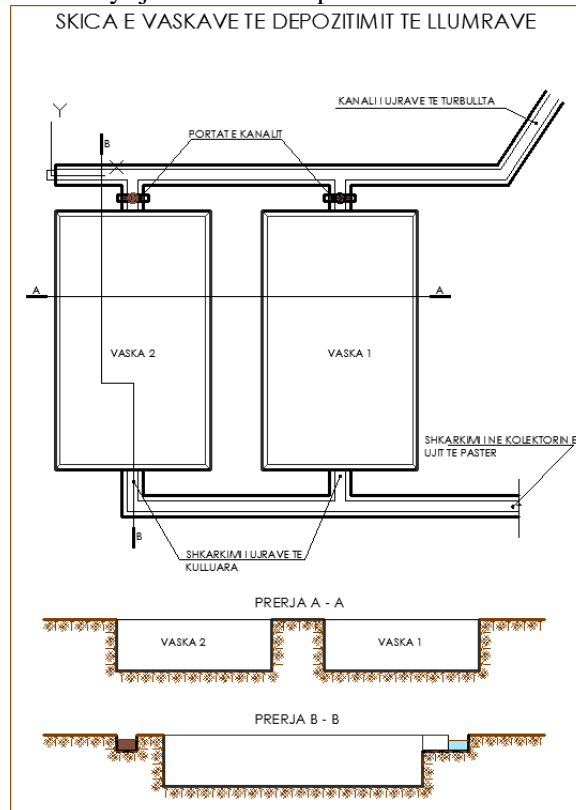 SKICA E VASKAVE TE DEPOZITIMIT TE LLUMRAVE
KANALI I UJRAVE TE TURBULLTA
Y
B
PORTAT E KANALIT
X
A
A
VASKA 2
VASKA 1
SHKARKIMI NE KOLEKTORIN E
UJIT TE PASTER
B
SHKARKIMI I UJRAVE TE
KULLUARA
PRERJA A - A
VASKA 2
VASKA 1
PRERJA B - B